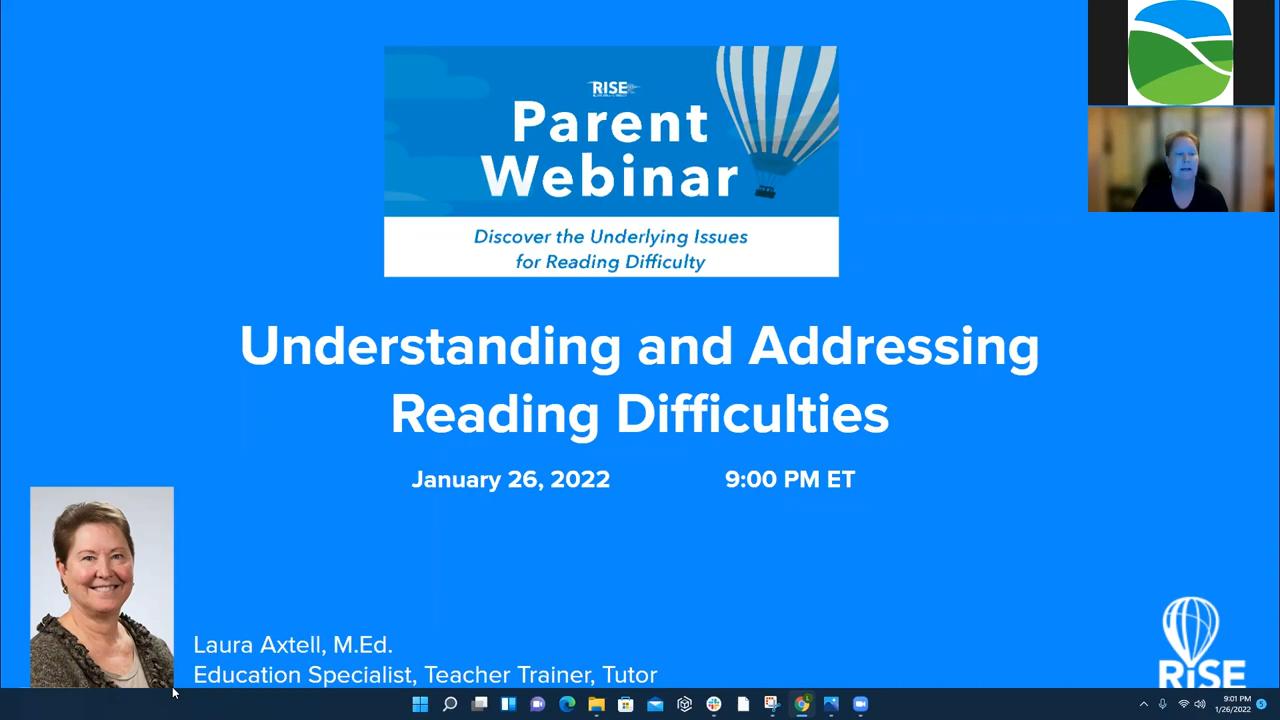 RISE
Parent
Webinar
Discover the Underlying Issues
for Reading Difficulty
Understanding and Addressing
Reading Difficulties
January 26, 2022 9:00 PM ET
Laura Axtell, M.Ed.
Education Specialist, Teacher Trainer, Tutor
RISE
9:01 PM
1/26/2022